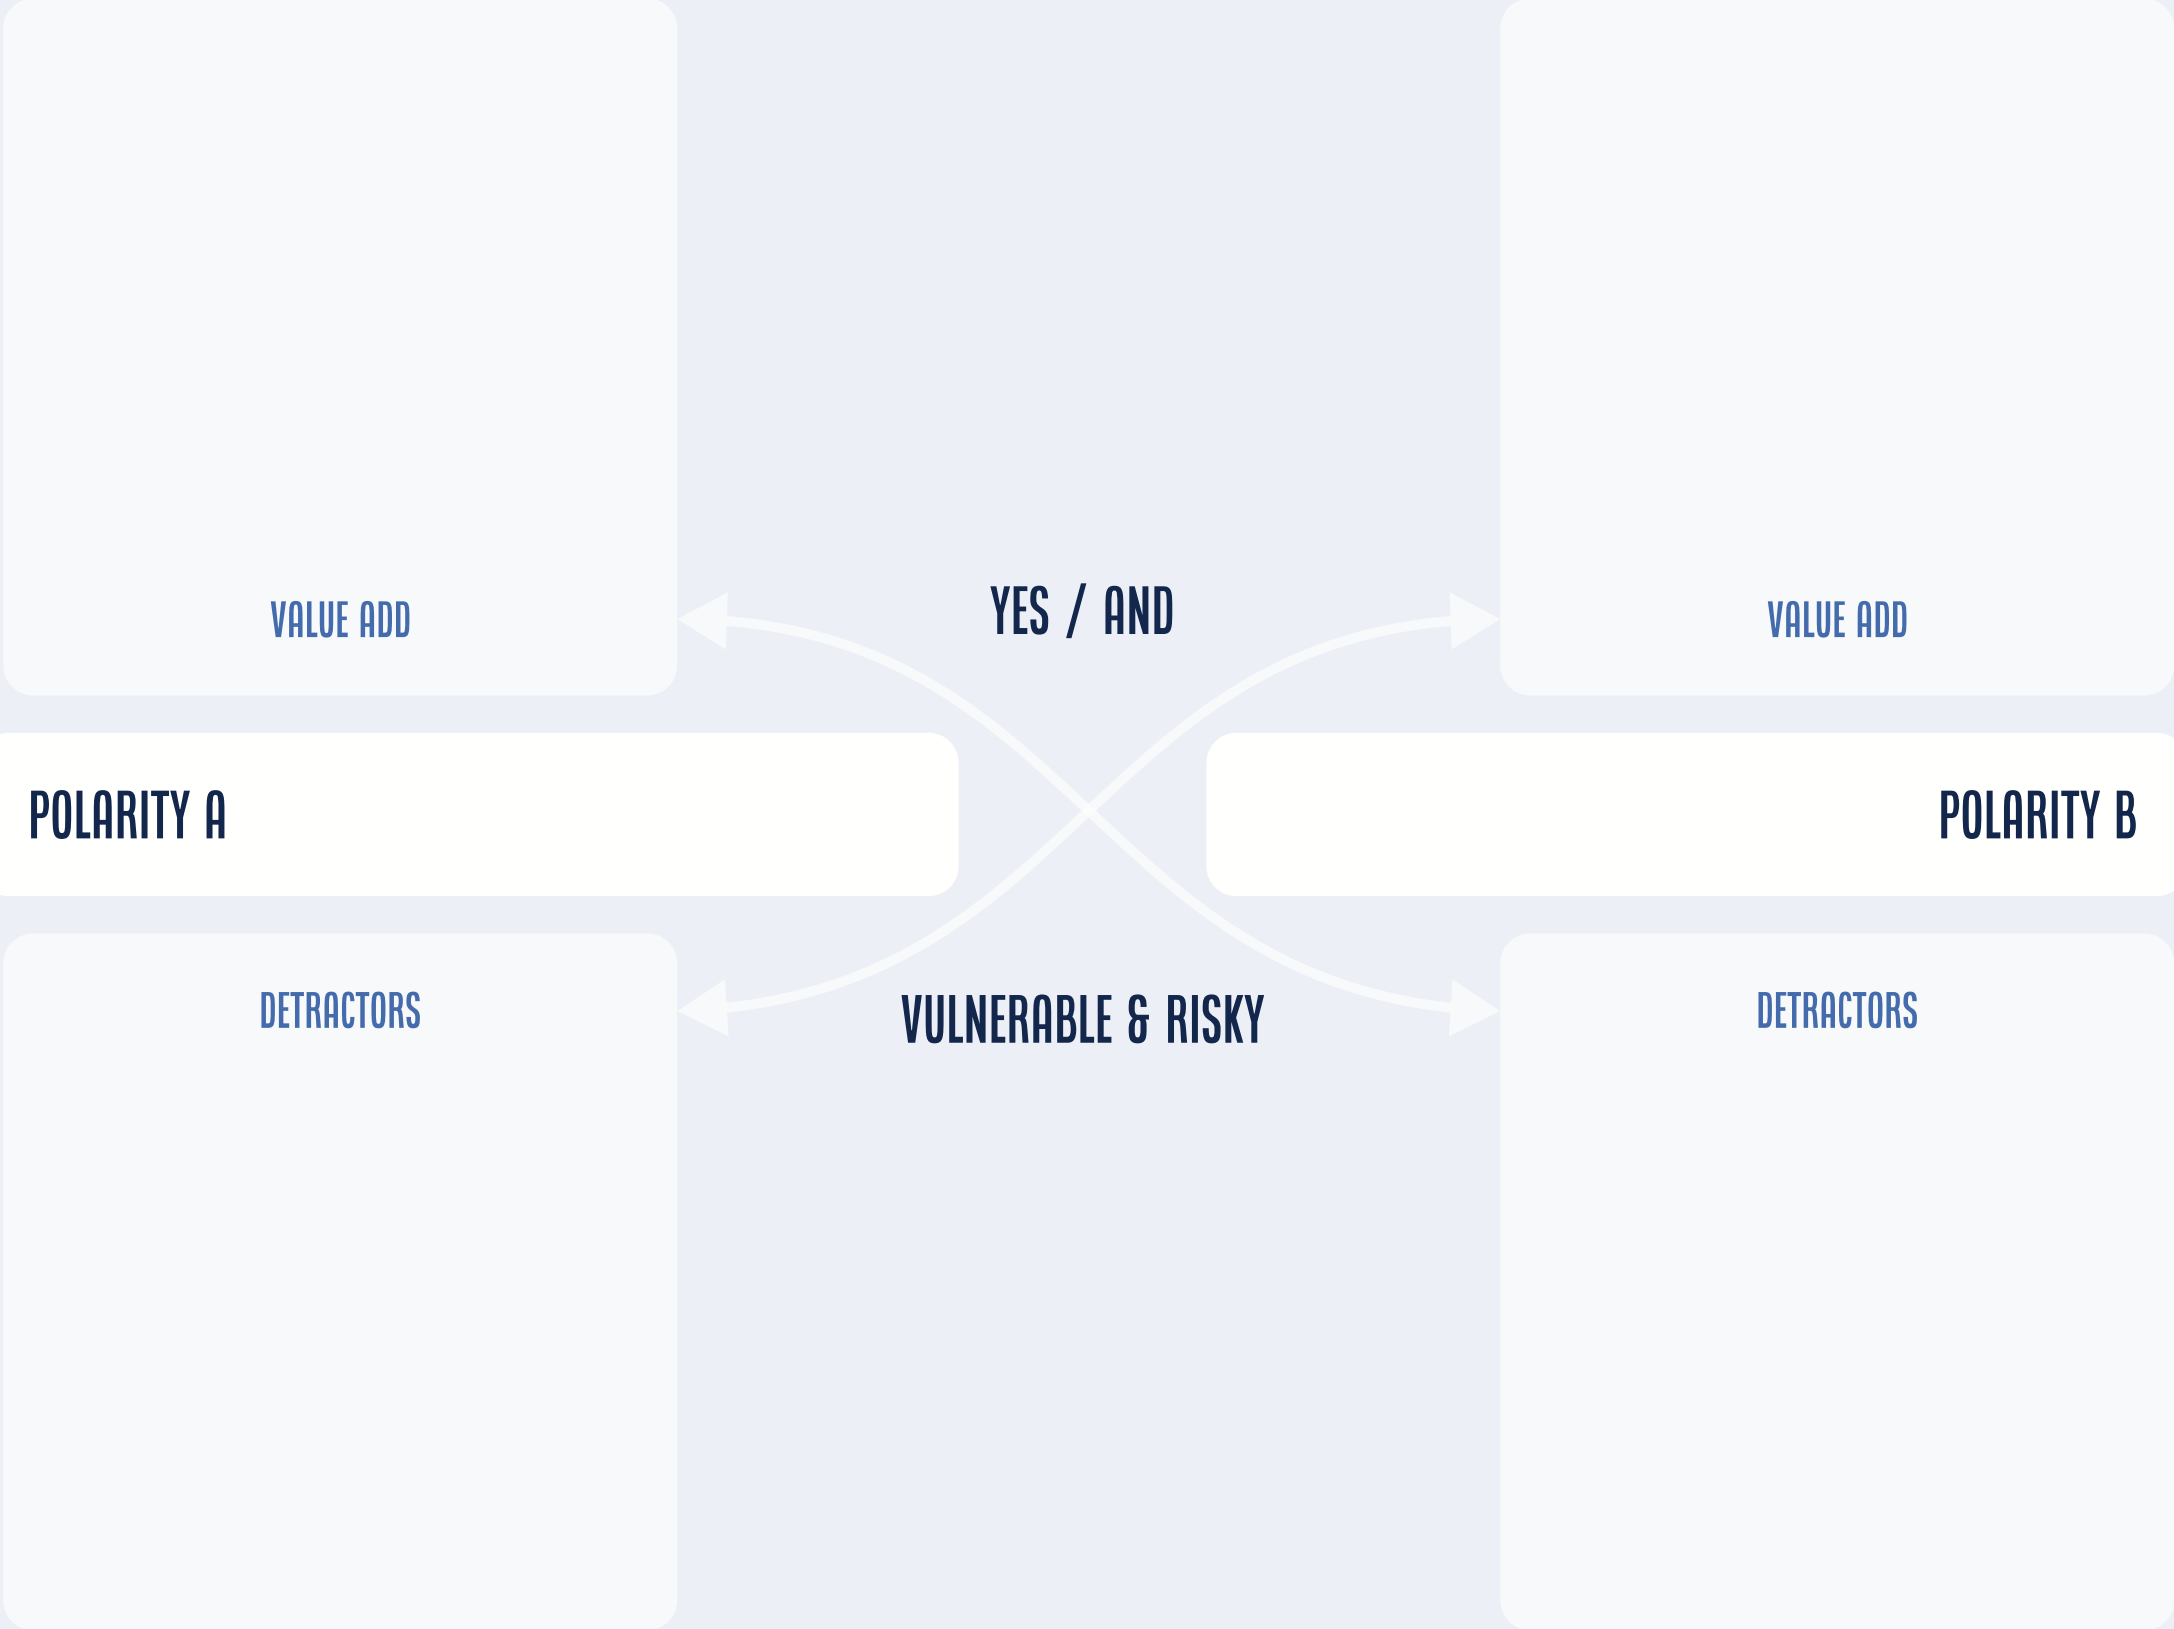 YES / AND
VALUE ADD
VALUE ADD
POLARITY A
POLARITY B
DETRACTORS
VULNERABLE & RISKY
DETRACTORS